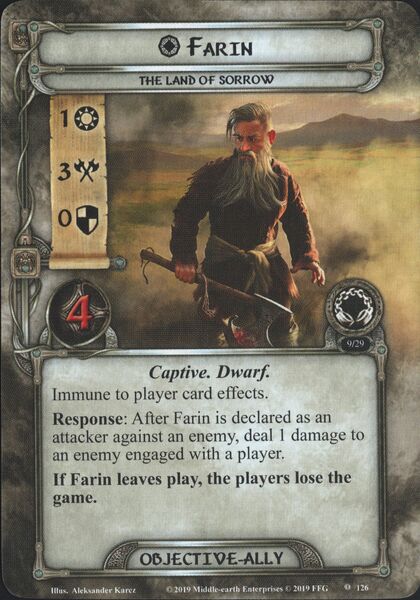 FARIN
THE LAND OF SORROW
1
3
0
4
9/29
Captive. Dwarf.
Immune to player card effects.
Response: After Farin is declared as an
attacker against an enemy, deal 1 damage to
an enemy engaged with a player.
If Farin leaves play, the players lose the
game.
OBJECTIVE-ALLY
Illus. Aleksander Karcz
©2019 Middle-earth Enterprises © 2019 FFG
126